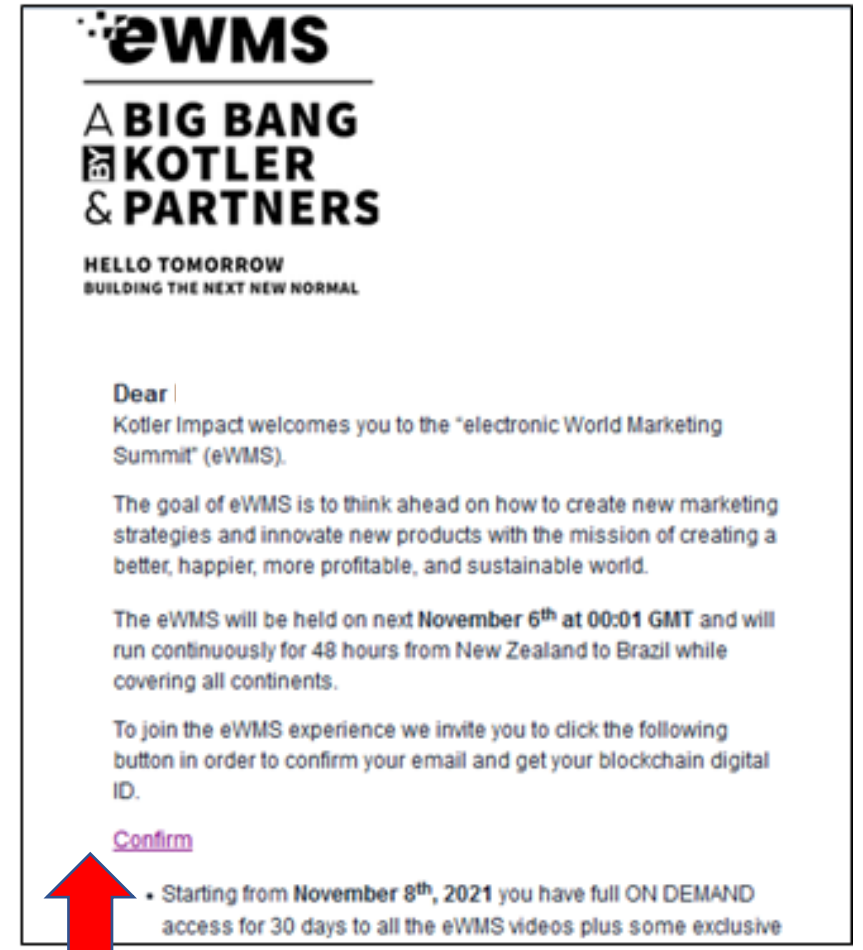 eWMS
A BIG BANG
BY KOTLER
& PARTNERS
HELLO TOMORROW
BUILDING THE NEXT NEW NORMAL
Dear
Kotler Impact welcomes you to the “electronic World Marketing
Summit” (eWMS).
The goal of eWMS is to think ahead on how to create new marketing
strategies and innovate new products with the mission of creating a
better, happier, more profitable, and sustainable world.
The eWMS will be held on next November 6th at 00:01 GMT and will
run continuously for 48 hours from New Zealand to Brazil while
covering all continents.
To join the eWMS experience we invite you to click the following
button in order to confirm your email and get your blockchain digital
ID.
Confirm
• Starting from November 8th, 2021 you have full ON DEMAND
access for 30 days to all the eWMS videos plus some exclusive